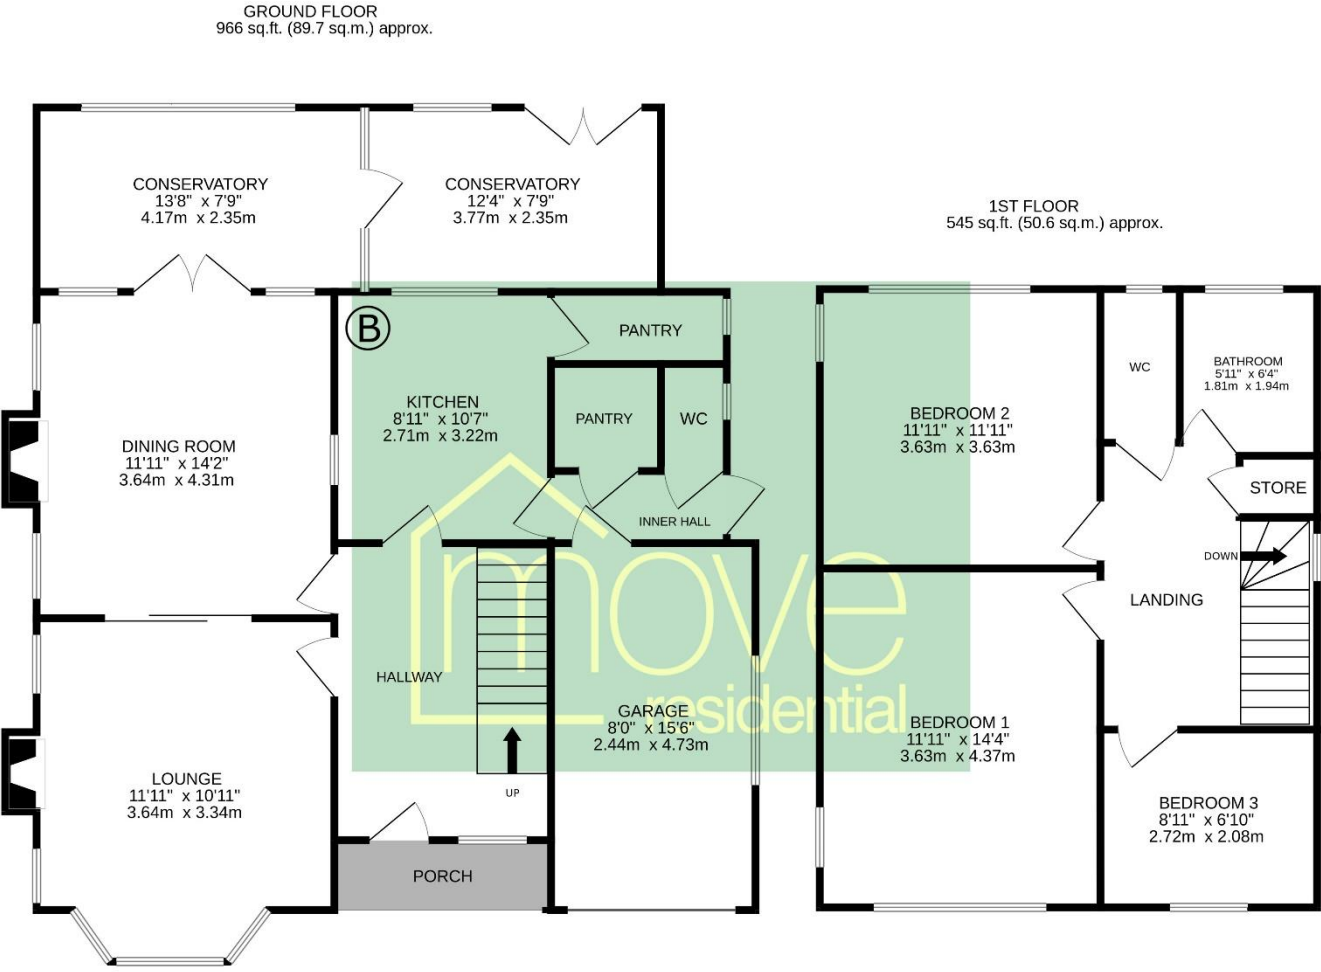 GROUND FLOOR
966 sq.ft. (89.7 sq.m.) approx.
CONSERVATORY
13'8" x 7'9"
4.17m x 2.35m
CONSERVATORY
12'4" x 7'9"
3.77m x 2.35m
B
PANTRY
KITCHEN
8'11" x 10'7"
2.71m x 3.22m
PANTRY
WC
DINING ROOM
11'11" x 14'2"
3.64m x 4.31m
INNER HALL
HALLWAY
GARAGE
8'0" x 15'6"
2.44m x 4.73m
LOUNGE
11'11" x 10'11"
3.64m x 3.34m
UP
PORCH
move
residential
1ST FLOOR
545 sq.ft. (50.6 sq.m.) approx.
WC
BATHROOM
5'11" x 6'4"
1.81m x 1.94m
BEDROOM 2
11'11" x 11'11"
3.63m x 3.63m
STORE
DOWN
LANDING
BEDROOM 1
11'11" x 14'4"
3.63m x 4.37m
BEDROOM 3
8'11" x 6'10"
2.72m x 2.08m